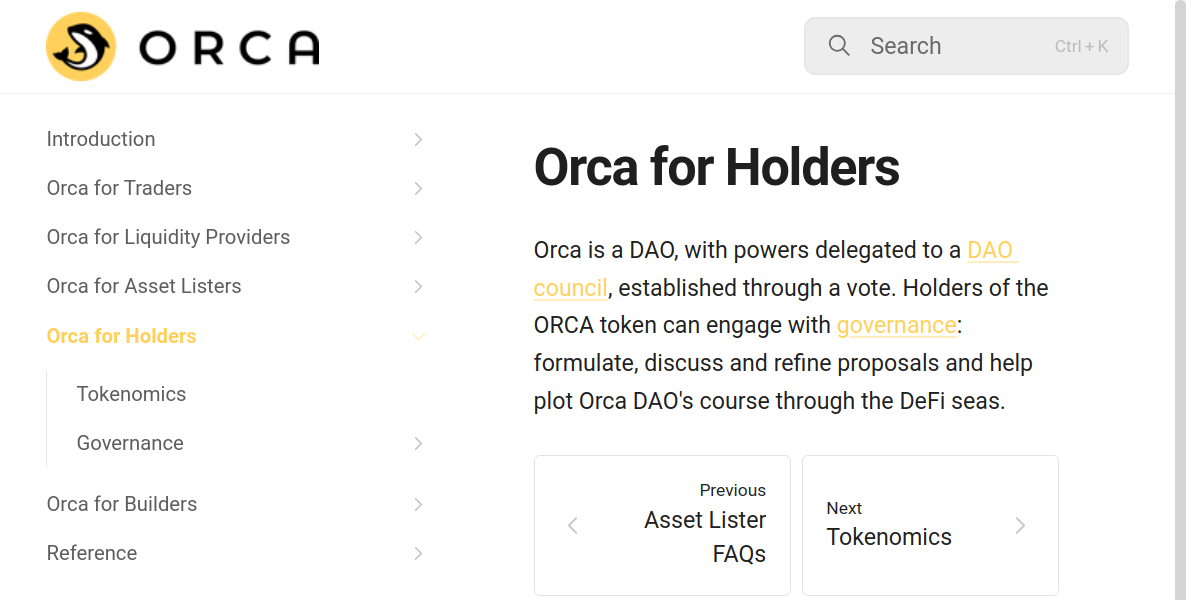 ORCA
Search Ctrl + K
Introduction
Orca for Traders
Orca for Liquidity Providers
Orca for Asset Listers
Orca for Holders
Tokenomics
Governance
Orca for Builders
Reference
Orca for Holders
Orca is a DAO, with powers delegated to a DAO
council, established through a vote. Holders of the
ORCA token can engage with governance:
formulate, discuss and refine proposals and help
plot Orca DAO's course through the DeFi seas.
Previous
Asset Lister
FAQs
Next
Tokenomics